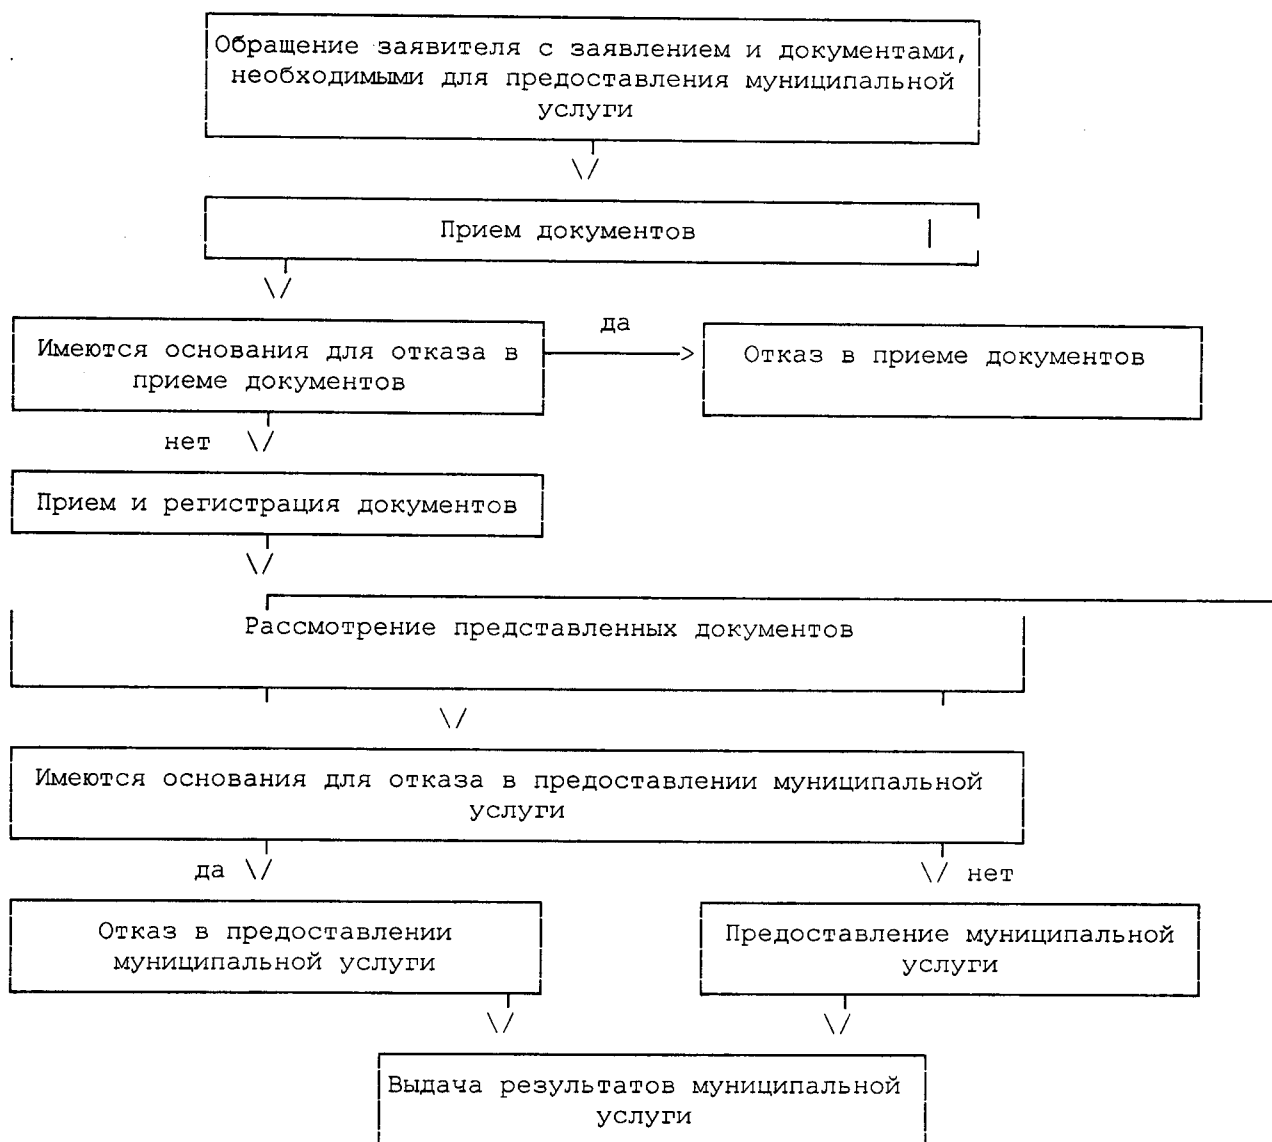 Обращение заявителя с заявлением и документами,
необходимыми для предоставления муниципальной
услуги
\/
Прием документов |
\/
да
Имеются основания для отказа в
приеме документов
>
Отказ в приеме документов
нет \/
Прием и регистрация документов
\/
Рассмотрение представленных документов
\/
Имеются основания для отказа в предоставлении муниципальной
услуги
да \/
\/ нет
Отказ в предоставлении
муниципальной услуги
Предоставление муниципальной
услуги
\/
\/
Выдача результатов муниципальной
услуги